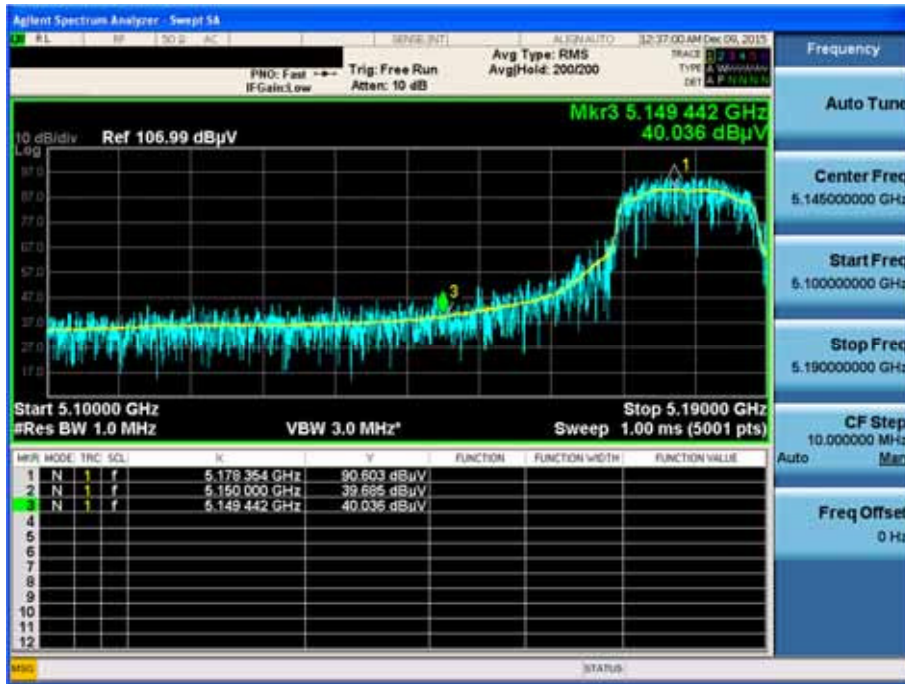 Agilent Spectrum Analyzer - Swept SA
RL RF 50 Ω AC SENSE:INT ALIGN AUTO 12:37:00 AM Dec 09, 2015
PNO: Fast Trig: Free Run Avg Type: RMS TRACE 1 2 3 4 5 6
IFGain:Low Atten: 10 dB Avg|Hold: 200/200 TYPE
DET A P N N N N
Mkr3 5.149 442 GHz
40.036 dBµV
10 dB/div Ref 106.99 dBµV
Log
97.0
87.0
77.0
67.0
57.0
47.0
37.0
27.0
17.0
1
3
Start 5.10000 GHz Stop 5.19000 GHz
#Res BW 1.0 MHz VBW 3.0 MHz* Sweep 1.00 ms (5001 pts)
MKR MODE TRC SCL X Y FUNCTION FUNCTION WIDTH FUNCTION VALUE
1 N 1 f 5.178 354 GHz 90.603 dBµV
2 N 1 f 5.150 000 GHz 39.685 dBµV
3 N 1 f 5.149 442 GHz 40.036 dBµV
4
5
6
7
8
9
10
11
12
MSG STATUS
Frequency
Auto Tune
Center Freq
5.145000000 GHz
Start Freq
5.100000000 GHz
Stop Freq
5.190000000 GHz
CF Step
10.000000 MHz
Auto Man
Freq Offset
0 Hz